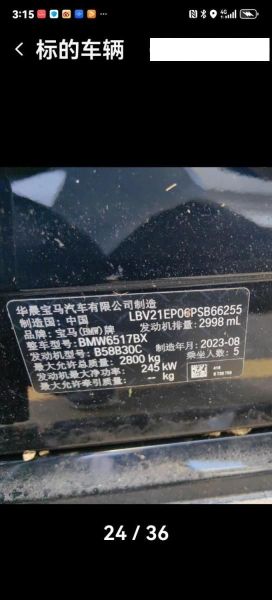 3:15
标的车辆
华晨宝马汽车有限公司制造
制造国：中国 LBV21EP06PSB66255
品牌：宝马(BMW)牌 发动机排量：2998 mL
整车型号：BMW6517BX
发动机型号：B58B30C 制造年月：2023-08
最大允许总质量：2800 kg 乘坐人数：5
发动机最大净功率：245 kW
最大允许牵引质量：-- kg
24 / 36